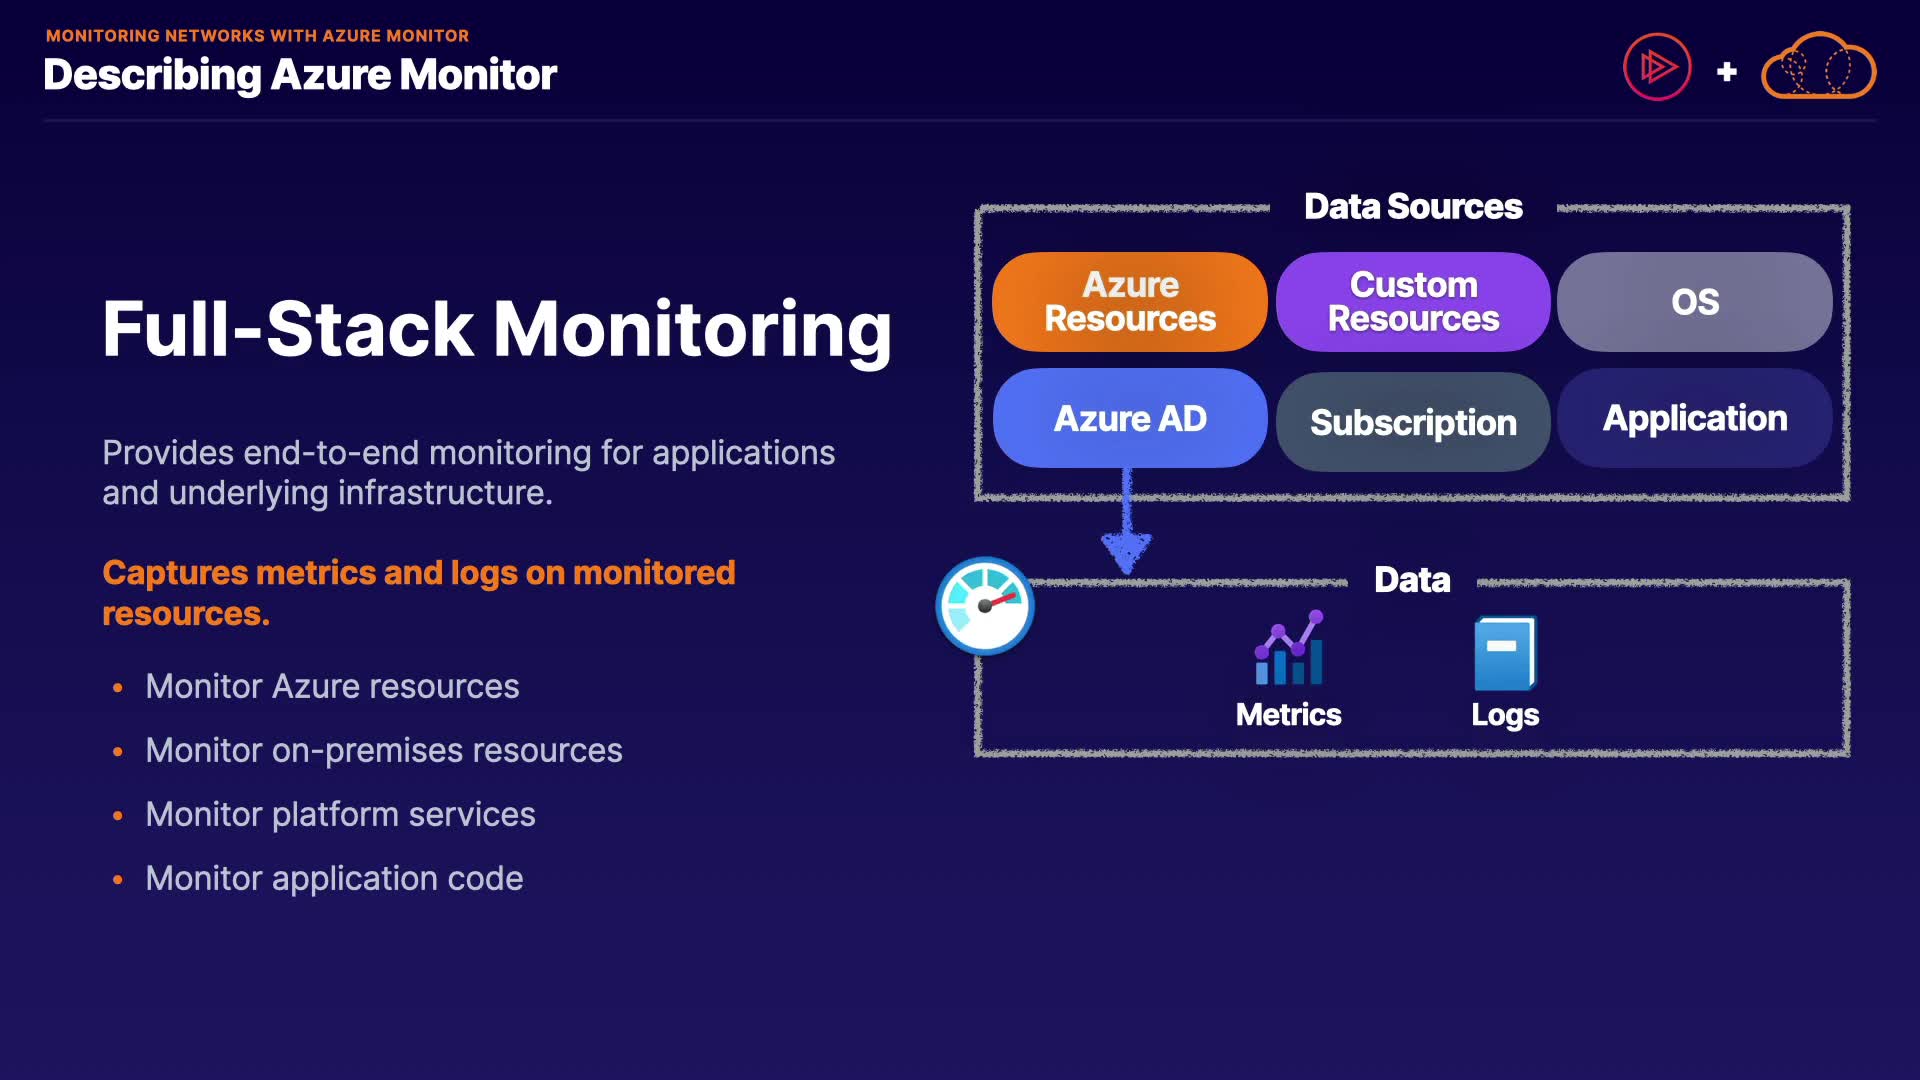 MONITORING NETWORKS WITH AZURE MONITOR
Describing Azure Monitor
Full-Stack Monitoring
Provides end-to-end monitoring for applications
and underlying infrastructure.
Captures metrics and logs on monitored
resources.
• Monitor Azure resources
• Monitor on-premises resources
• Monitor platform services
• Monitor application code
Data Sources
Azure
Resources
Custom
Resources
OS
Azure AD
Subscription
Application
Data
Metrics
Logs